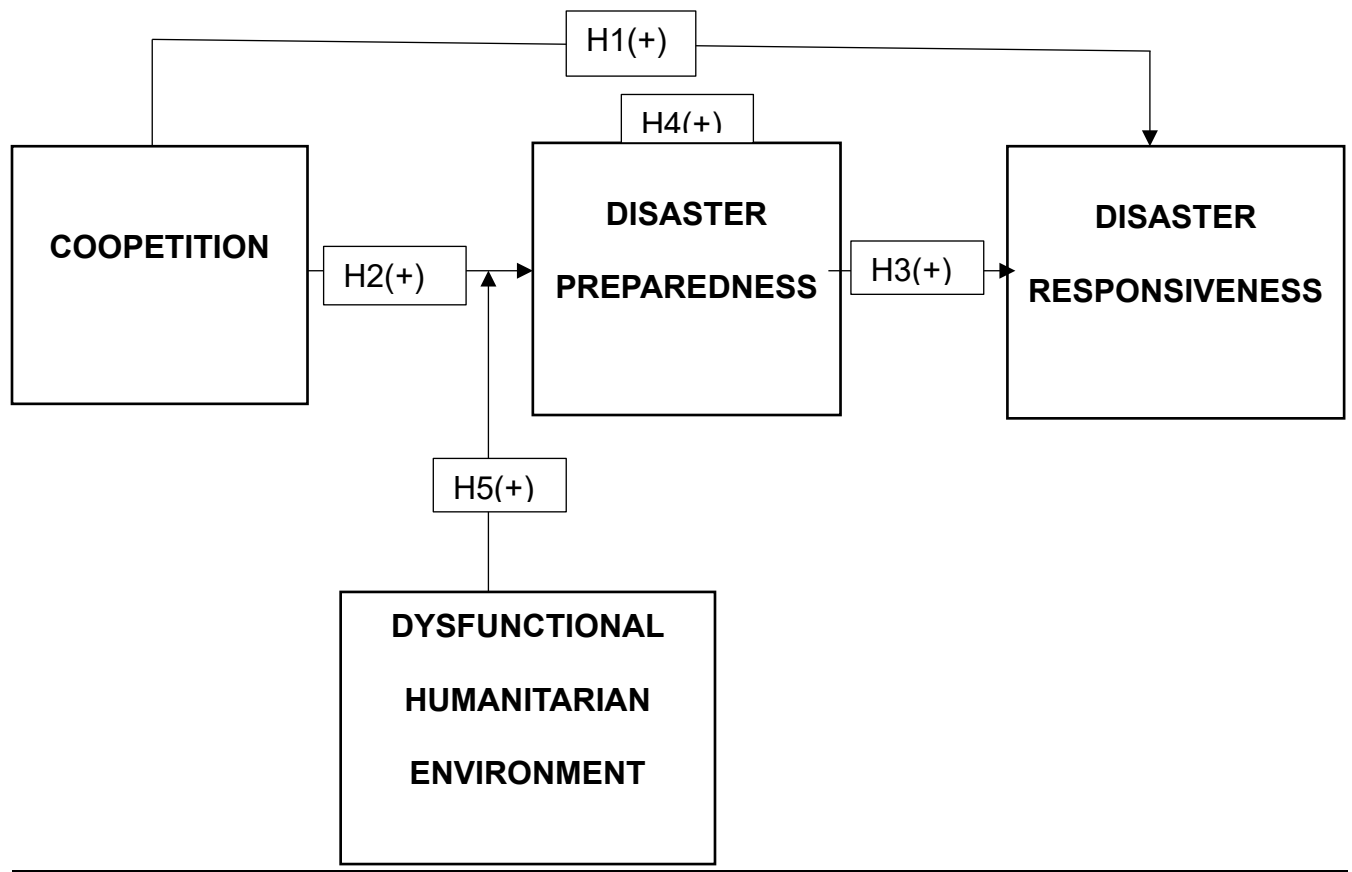 H1(+)
H4(+)
COOPETITION
H2(+)
DISASTER
PREPAREDNESS
H3(+)
DISASTER
RESPONSIVENESS
H5(+)
DYSFUNCTIONAL
HUMANITARIAN
ENVIRONMENT